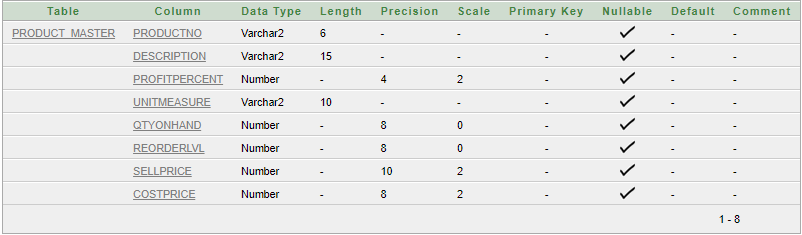 Table Column Data Type Length Precision Scale Primary Key Nullable Default Comment
PRODUCT_MASTER PRODUCTNO Varchar2 6 - - - ✓ - -
DESCRIPTION Varchar2 15 - - - ✓ - -
PROFITPERCENT Number - 4 2 - ✓ - -
UNITMEASURE Varchar2 10 - - - ✓ - -
QTYONHAND Number - 8 0 - ✓ - -
REORDERLVL Number - 8 0 - ✓ - -
SELLPRICE Number - 10 2 - ✓ - -
COSTPRICE Number - 8 2 - ✓ - -
1 - 8